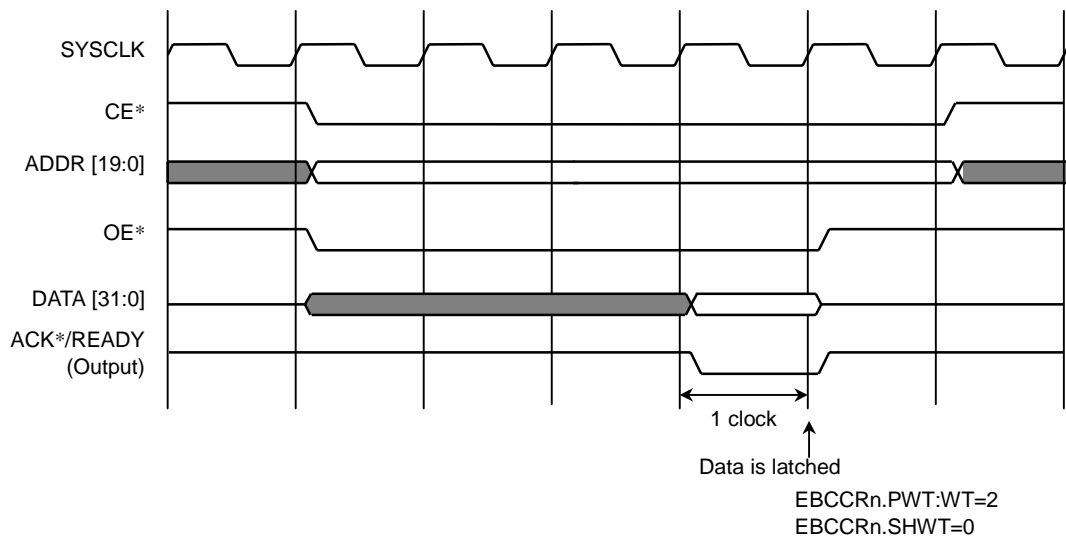 SYSCLK
CE*
ADDR [19:0]
OE*
DATA [31:0]
ACK*/READY
(Output)
1 clock
Data is latched
EBCCRn.PWT:WT=2
EBCCRn.SHWT=0